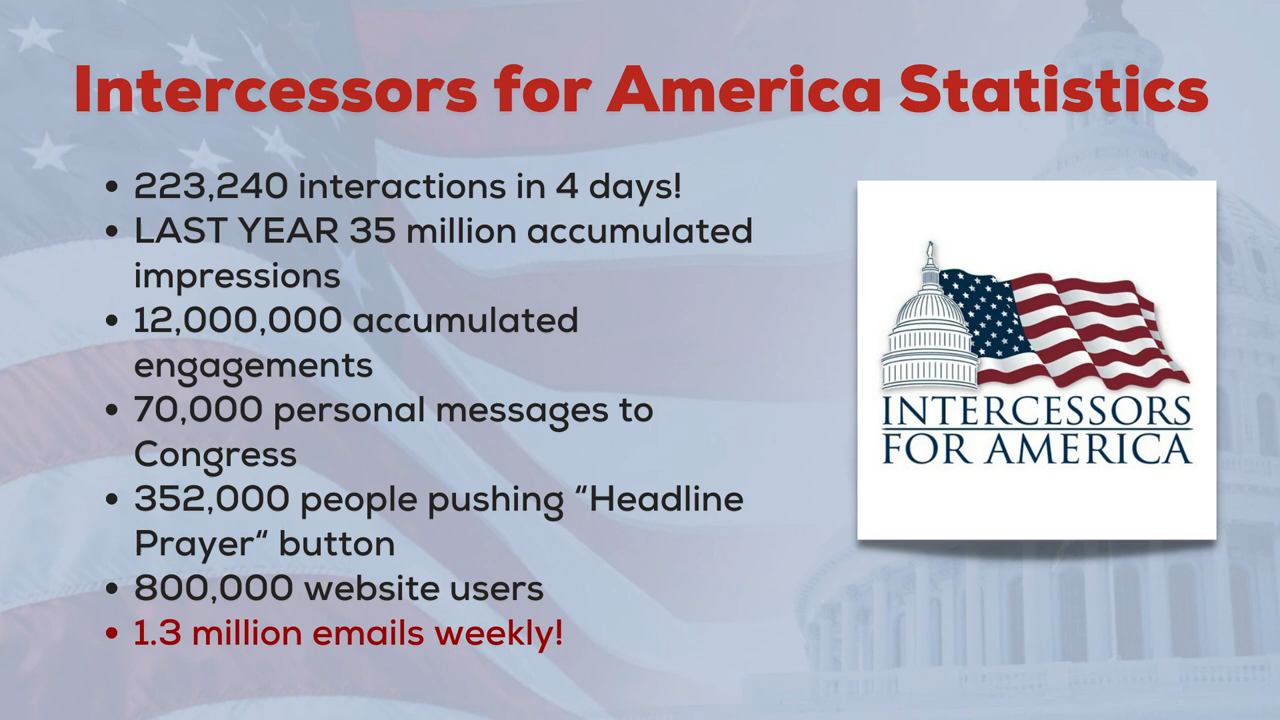 Intercessors for America Statistics
• 223,240 interactions in 4 days!
• LAST YEAR 35 million accumulated
impressions
• 12,000,000 accumulated
engagements
• 70,000 personal messages to
Congress
• 352,000 people pushing “Headline
Prayer“ button
• 800,000 website users
• 1.3 million emails weekly!
INTERCESSORS
FOR AMERICA